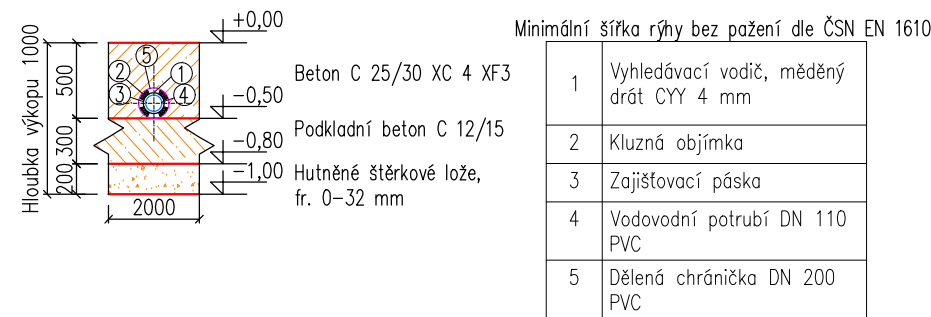 +0,00
Hloubka výkopu 1000
500
300
200
5
2
1
3
4
−0,50
−0,80
−1,00
2000
Beton C 25/30 XC 4 XF3
Podkladní beton C 12/15
Hutněné štěrkové lože,
fr. 0−32 mm
Minimální šířka rýhy bez pažení dle ČSN EN 1610
1 Vyhledávací vodič, měděný
drát CYY 4 mm
2 Kluzná objímka
3 Zajišťovací páska
4 Vodovodní potrubí DN 110
PVC
5 Dělená chránička DN 200
PVC